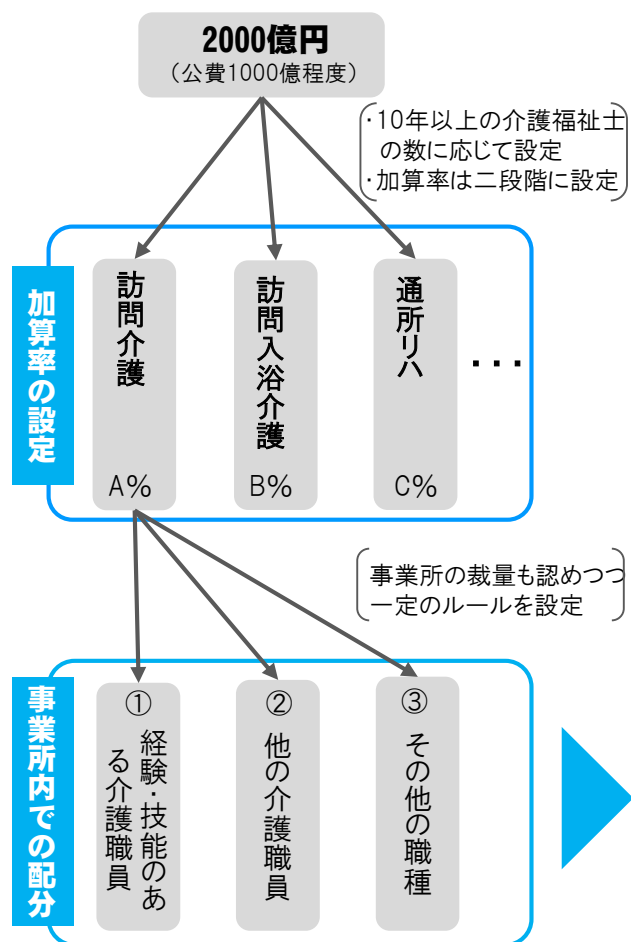 2000億円
（公費1000億程度）
・10年以上の介護福祉士
の数に応じて設定
・加算率は二段階に設定
加算率の設定
訪問介護
A%
訪問入浴介護
B%
通所リハ
C%
・・・
事業所の裁量も認めつつ
一定のルールを設定
事業所内での配分
①
経験・技能のあ
る介護職員
②
他の介護職員
③
その他の職種